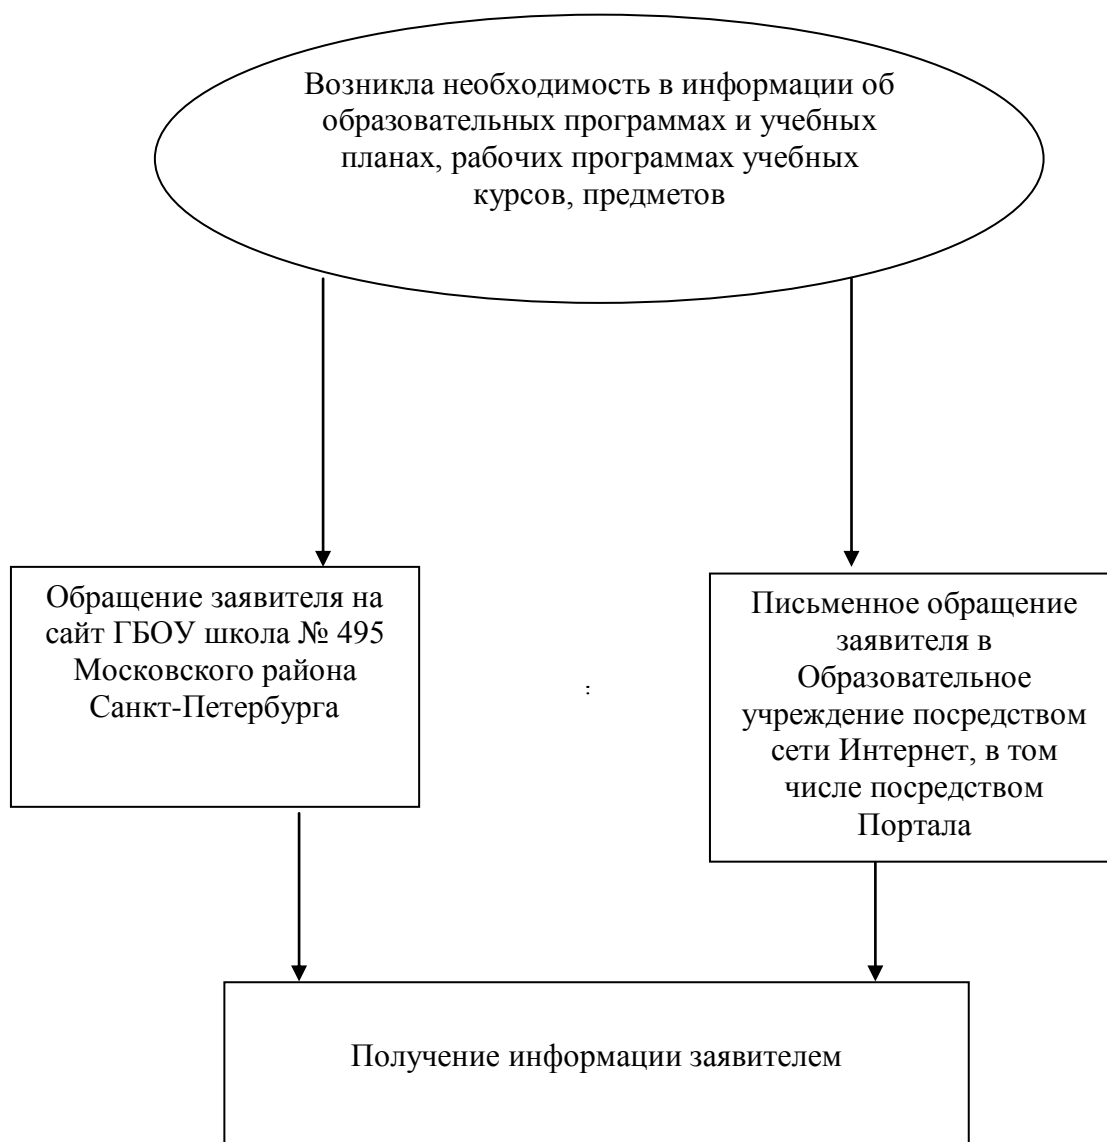 Возникла необходимость в информации об
образовательных программах и учебных
планах, рабочих программах учебных
курсов, предметов
Обращение заявителя на
сайт ГБОУ школа № 495
Московского района
Санкт-Петербурга
:
Письменное обращение
заявителя в
Образовательное
учреждение посредством
сети Интернет, в том
числе посредством
Портала
Получение информации заявителем